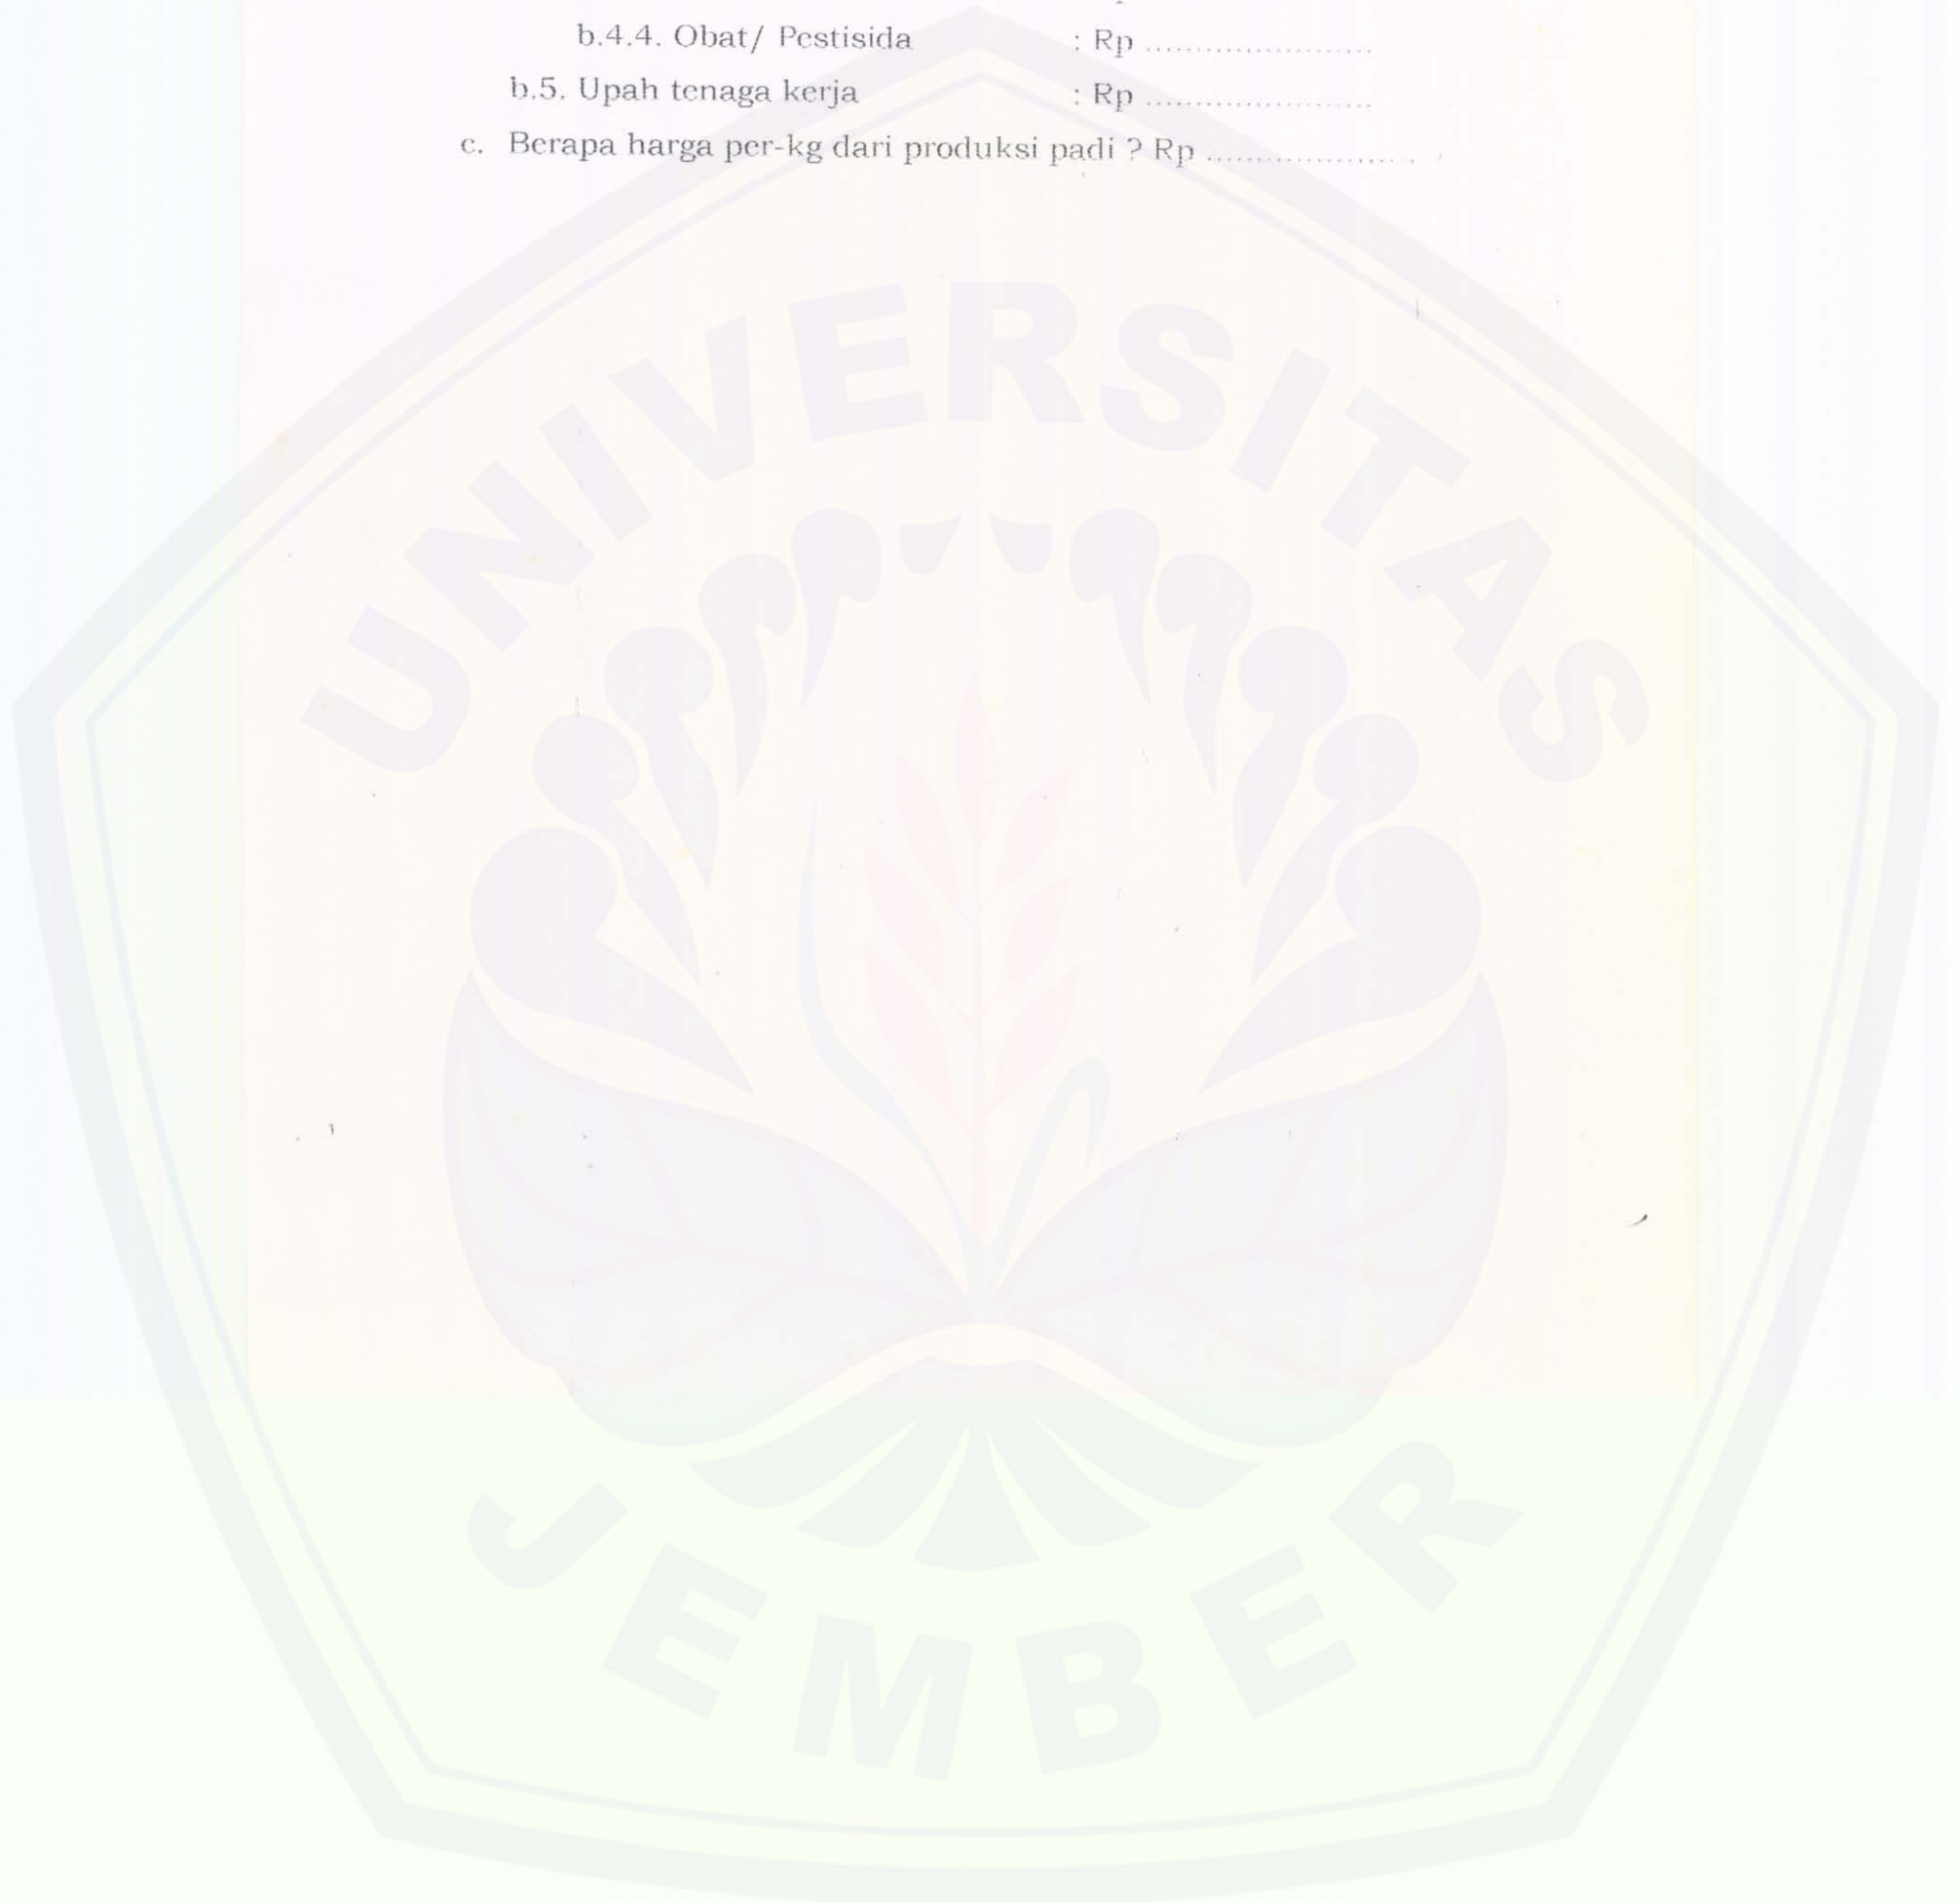 b.4.4. Obat/ Pestisida : Rp ........................
b.5. Upah tenaga kerja : Rp ........................
c. Berapa harga per-kg dari produksi padi ? Rp ......................
UNIVERSITAS
JEMBER